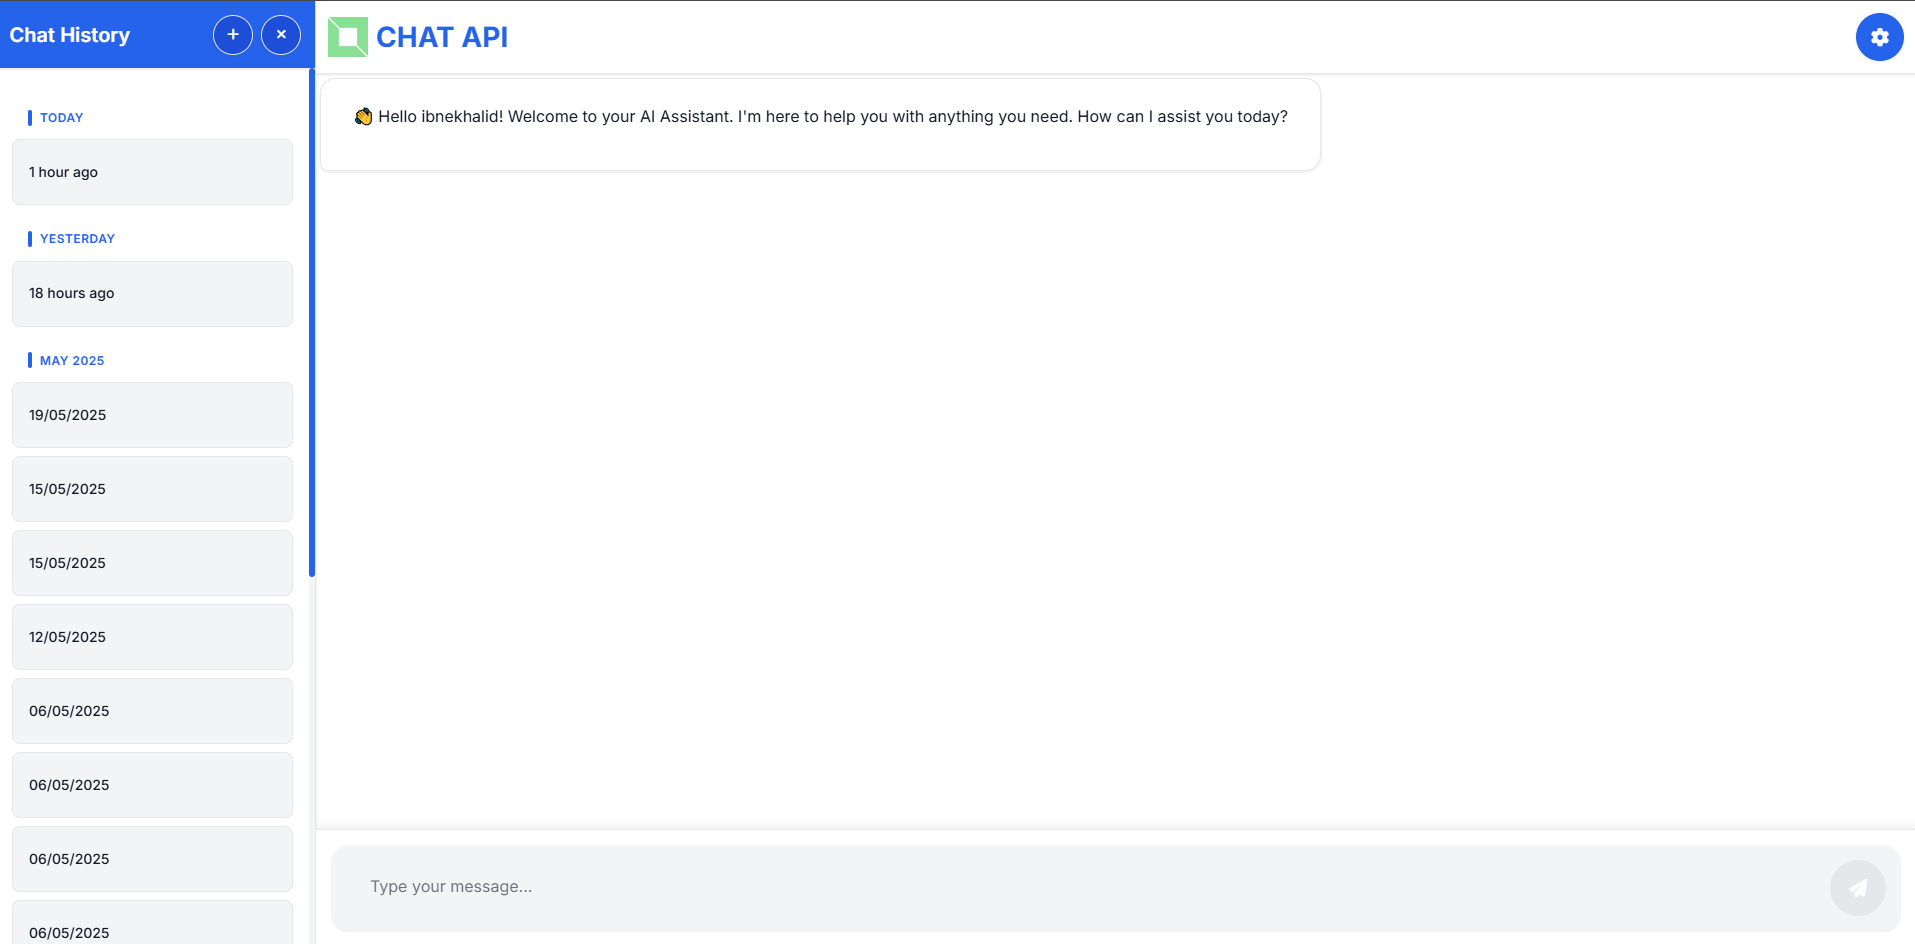 Chat History
TODAY
1 hour ago
YESTERDAY
18 hours ago
MAY 2025
19/05/2025
15/05/2025
15/05/2025
12/05/2025
06/05/2025
06/05/2025
06/05/2025
06/05/2025
CHAT API
👋 Hello ibnekhalid! Welcome to your AI Assistant. I'm here to help you with anything you need. How can I assist you today?
Type your message...